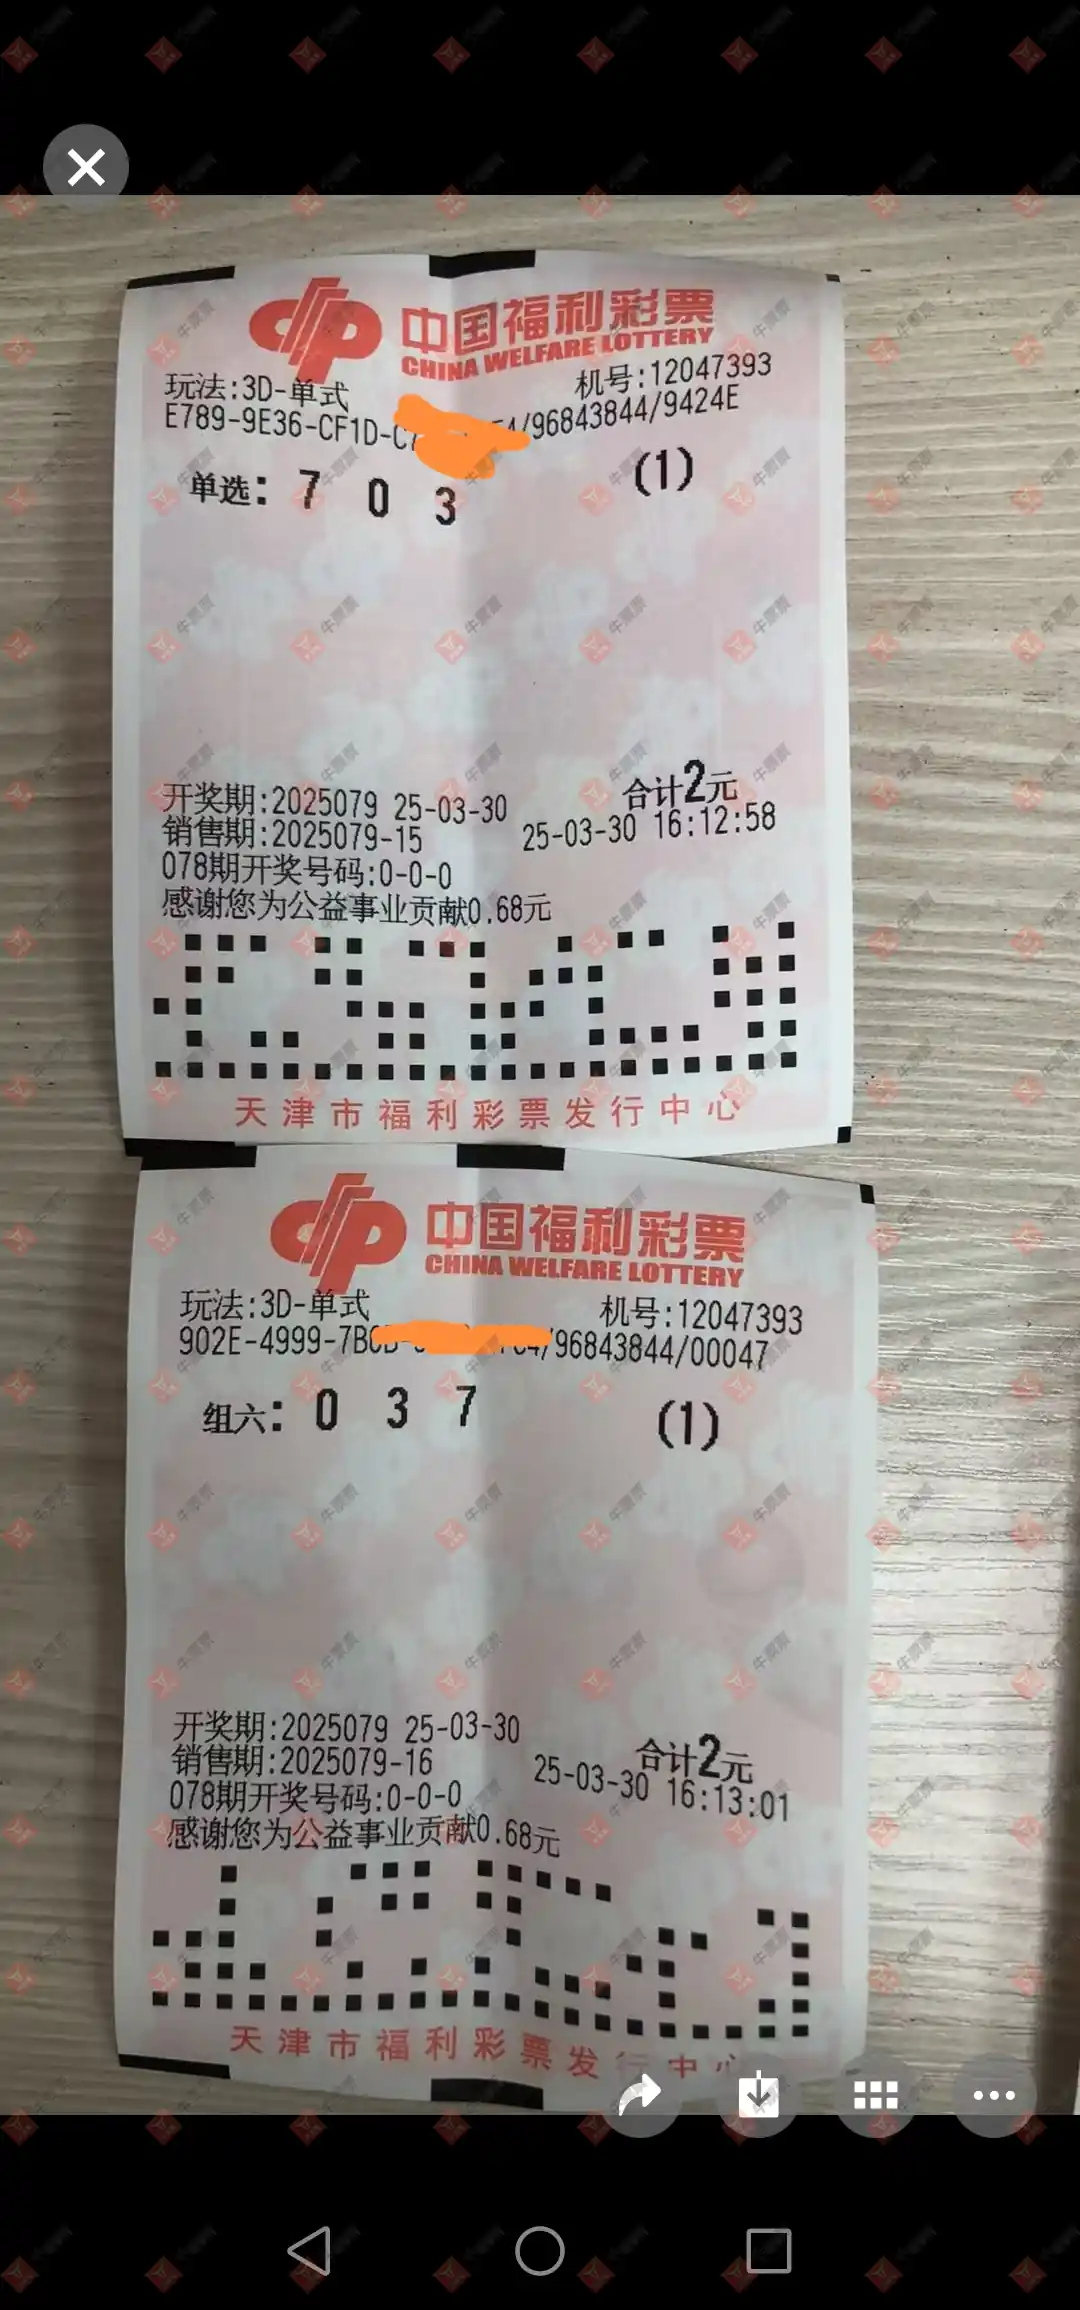 中国福利彩票
CHINA WELFARE LOTTERY
玩法:3D-单式
机号:12047393
E789-9E36-CF1D-C7 /96843844/9424E
单选: 7 0 3 (1)
合计2元
开奖期:2025079 25-03-30
销售期:2025079-15 25-03-30 16:12:58
078期开奖号码:0-0-0
感谢您为公益事业贡献0.68元
天津市福利彩票发行中心
中国福利彩票
CHINA WELFARE LOTTERY
玩法:3D-单式
机号:12047393
902E-4999-7B /96843844/00047
组六: 0 3 7 (1)
开奖期:2025079 25-03-30
合计2元
销售期:2025079-16 25-03-30 16:13:01
078期开奖号码:0-0-0
感谢您为公益事业贡献0.68元
天津市福利彩票发行中心
牛票票